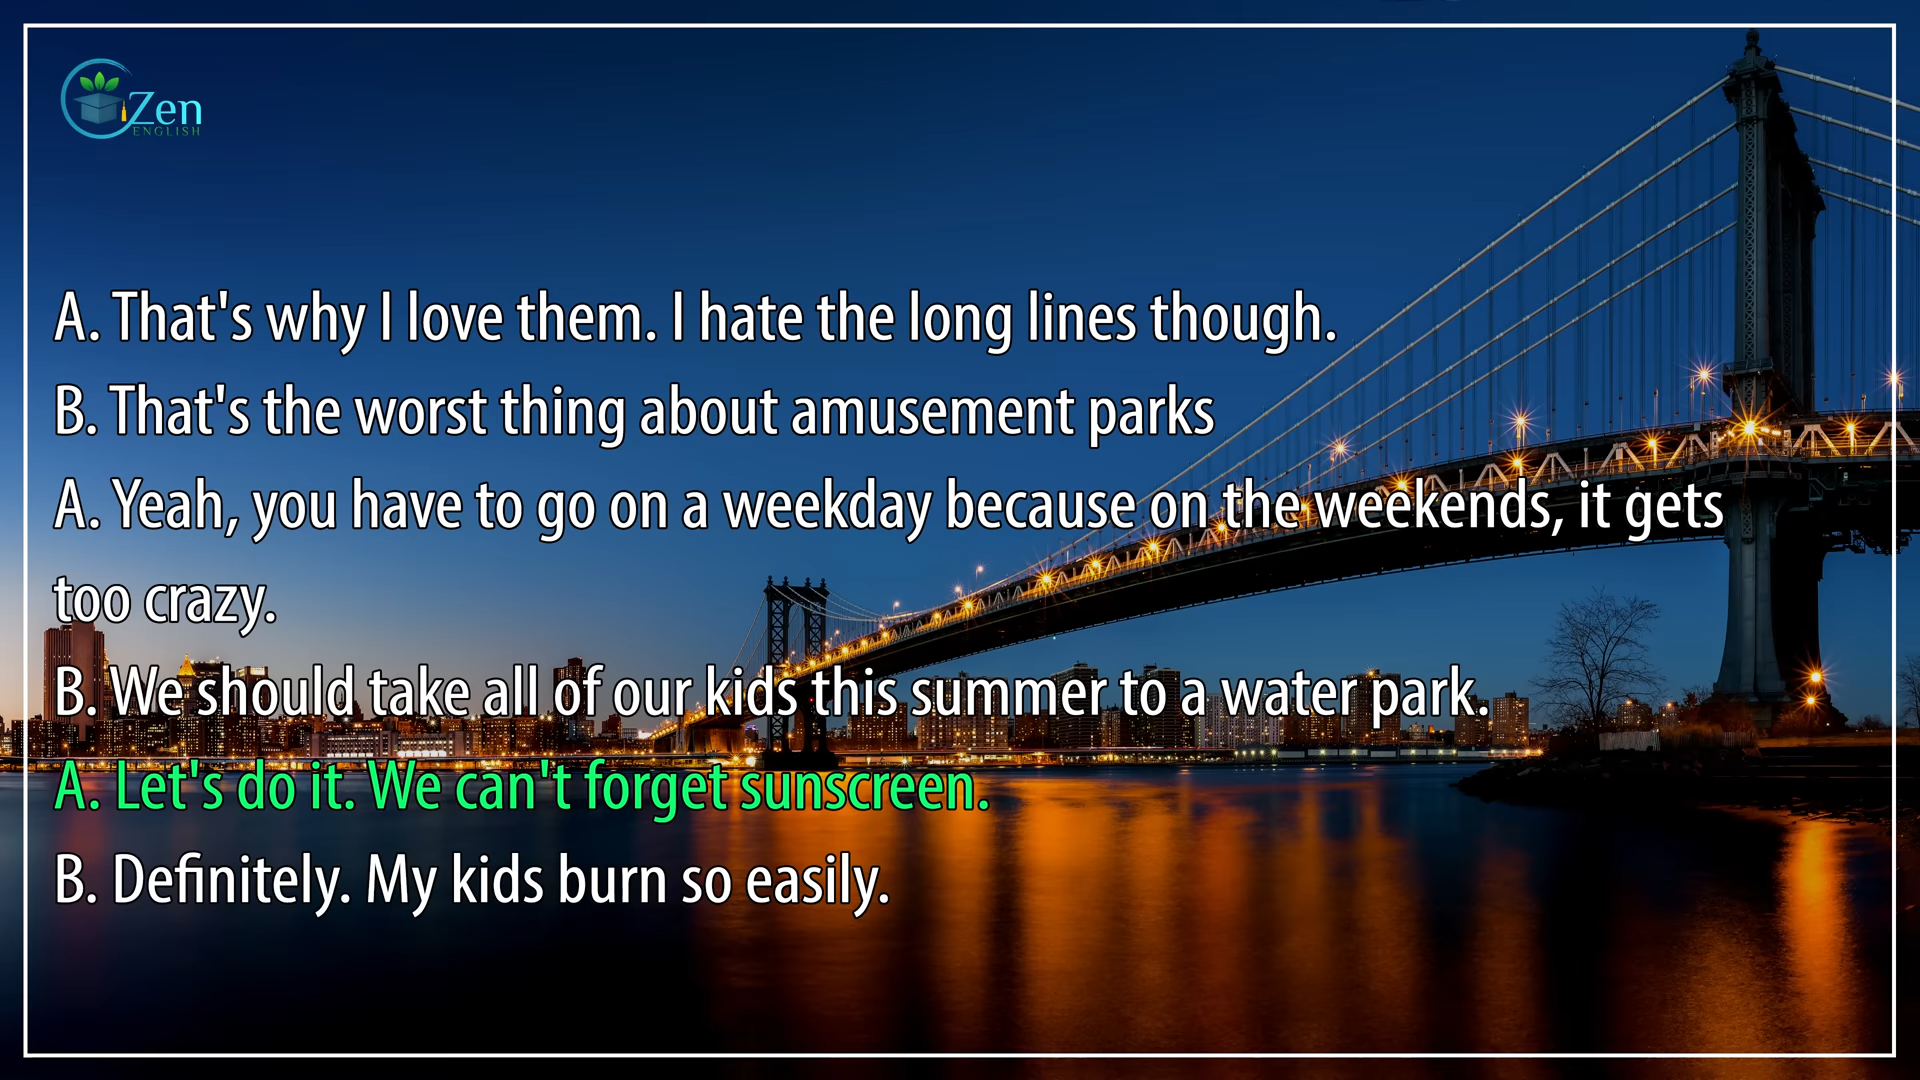 Zen
ENGLISH
A. That's why I love them. I hate the long lines though.
B. That's the worst thing about amusement parks
A. Yeah, you have to go on a weekday because on the weekends, it gets
too crazy.
B. We should take all of our kids this summer to a water park.
A. Let's do it. We can't forget sunscreen.
B. Definitely. My kids burn so easily.